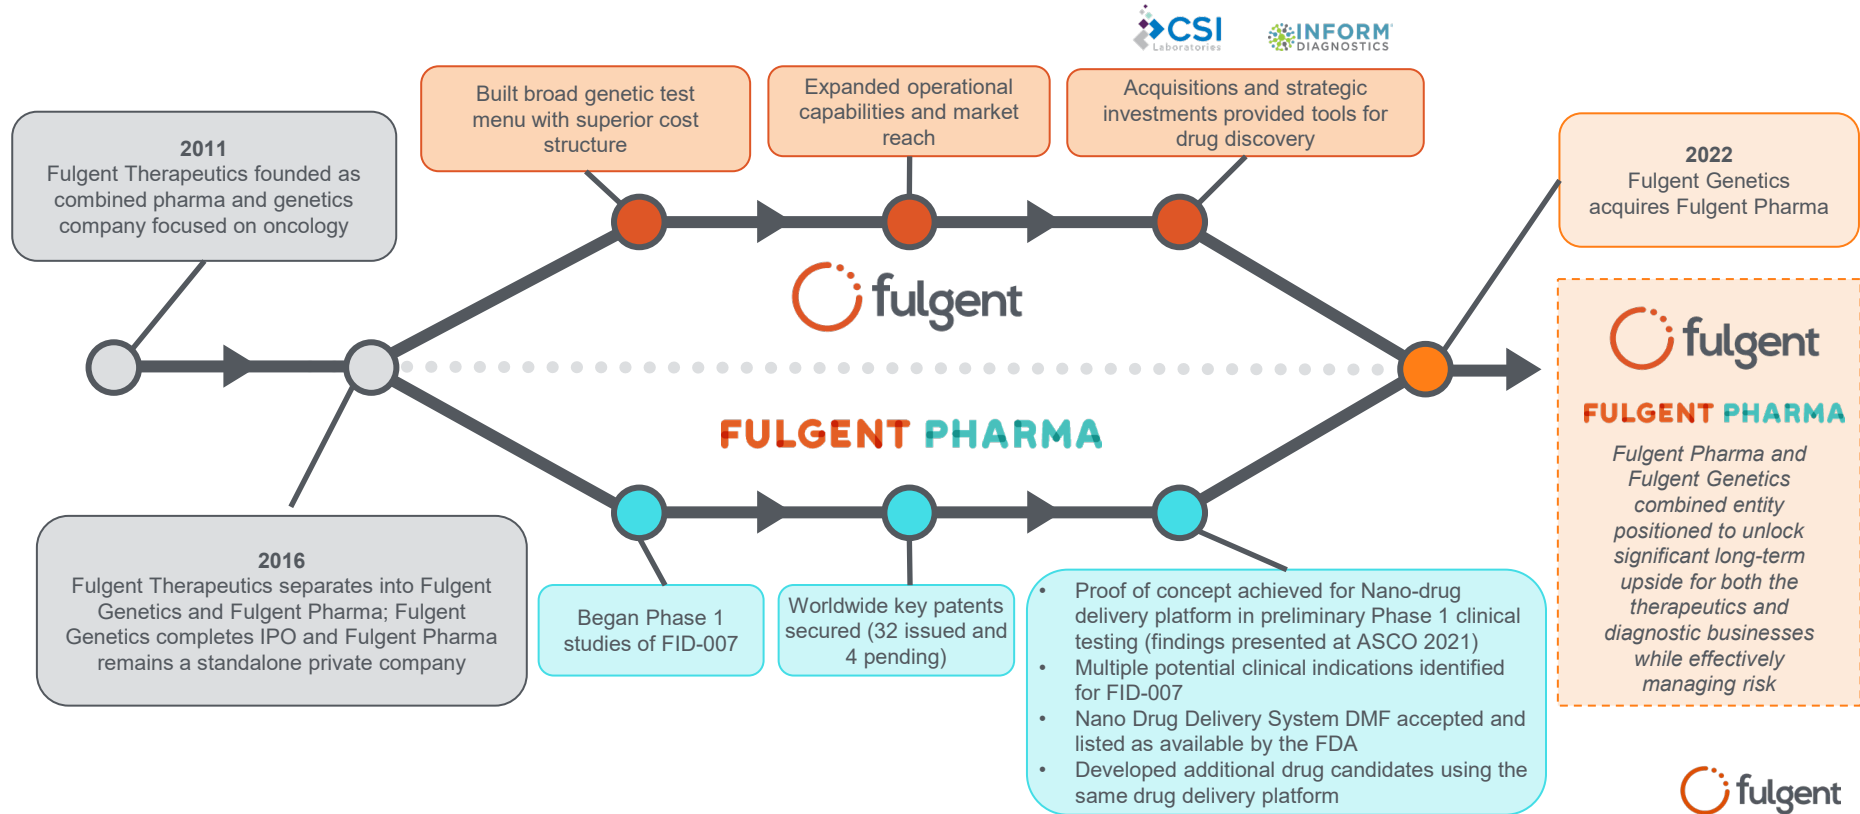 CSI
Laboratories
INFORM
DIAGNOSTICS
2011
Fulgent Therapeutics founded as
combined pharma and genetics
company focused on oncology
Built broad genetic test
menu with superior cost
structure
Expanded operational
capabilities and market
reach
Acquisitions and strategic
investments provided tools for
drug discovery
2022
Fulgent Genetics
acquires Fulgent Pharma
fulgent
FULGENT PHARMA
2016
Fulgent Therapeutics separates into Fulgent
Genetics and Fulgent Pharma; Fulgent
Genetics completes IPO and Fulgent Pharma
remains a standalone private company
Began Phase 1
studies of FID-007
Worldwide key patents
secured (32 issued and
4 pending)
• Proof of concept achieved for Nano-drug
delivery platform in preliminary Phase 1 clinical
testing (findings presented at ASCO 2021)
• Multiple potential clinical indications identified
for FID-007
• Nano Drug Delivery System DMF accepted and
listed as available by the FDA
• Developed additional drug candidates using the
same drug delivery platform
fulgent
FULGENT PHARMA
Fulgent Pharma and
Fulgent Genetics
combined entity
positioned to unlock
significant long-term
upside for both the
therapeutics and
diagnostic businesses
while effectively
managing risk
fulgent